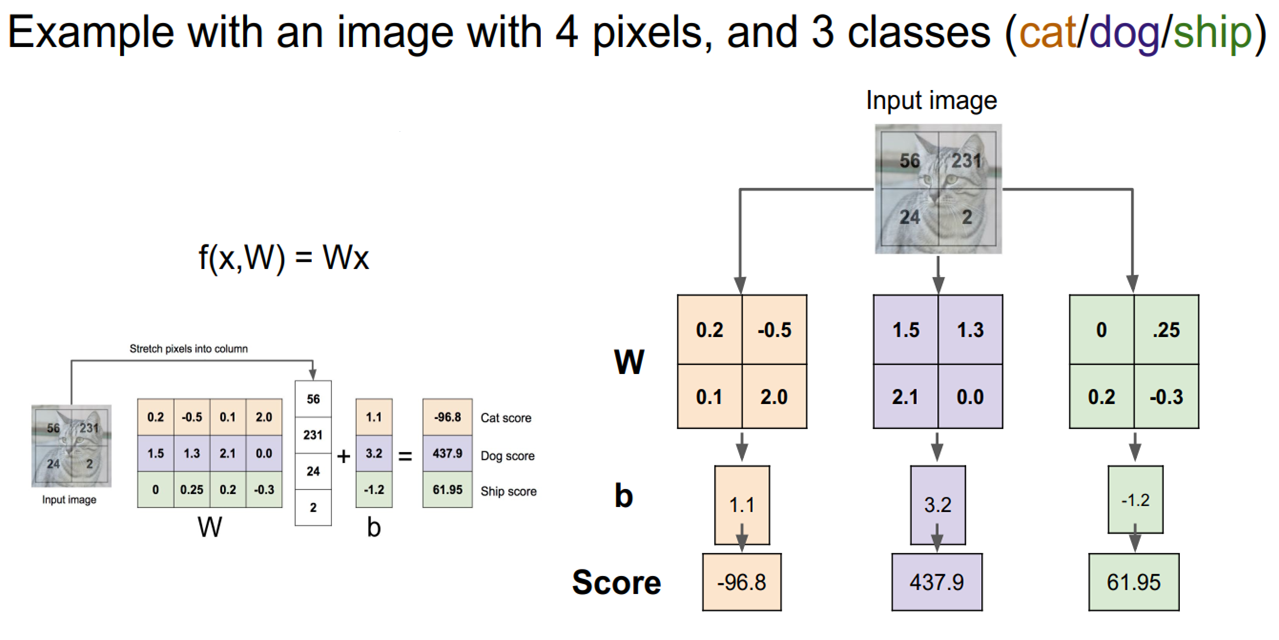 Example with an image with 4 pixels, and 3 classes (cat/dog/ship)
f(x,W) = Wx
Stretch pixels into column
56 231
24 2
Input image
0.2 -0.5 0.1 2.0
1.5 1.3 2.1 0.0
0 0.25 0.2 -0.3
W
56
231
24
2
+
1.1
3.2
-1.2
b
=
-96.8 Cat score
437.9 Dog score
61.95 Ship score
Input image
56 231
24 2
W
0.2 -0.5
0.1 2.0
1.5 1.3
2.1 0.0
0 .25
0.2 -0.3
b
1.1 3.2 -1.2
Score
-96.8 437.9 61.95